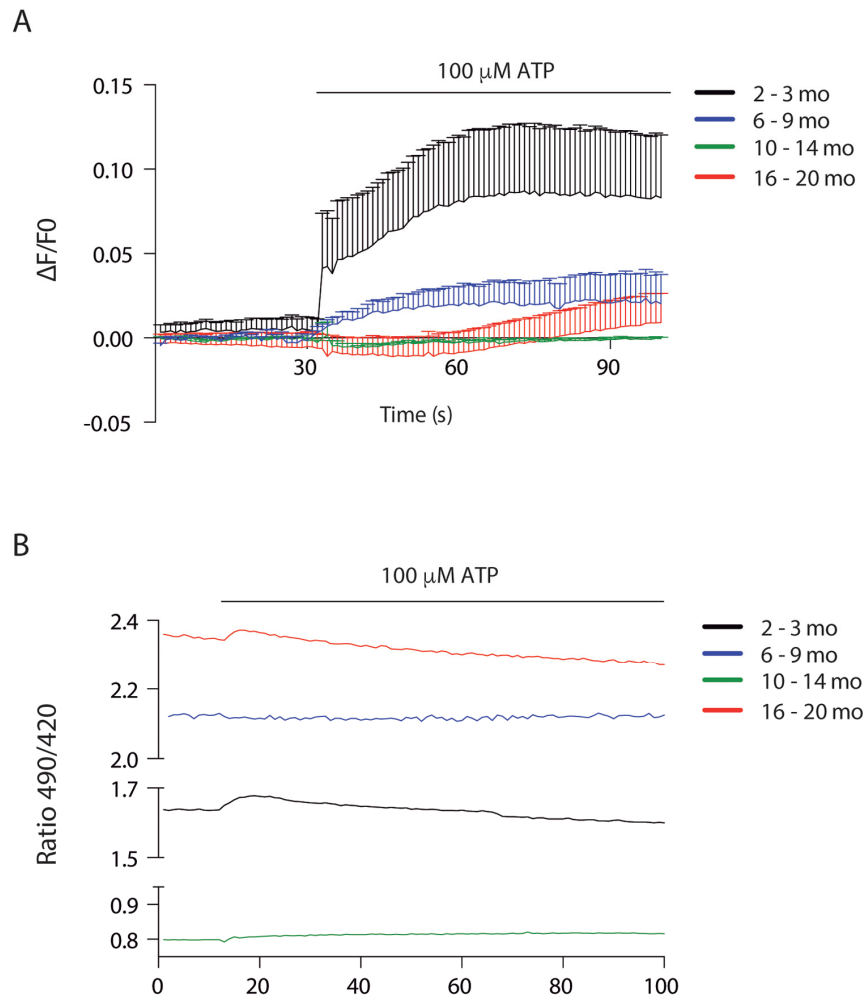 A
100 μM ATP
0.15
0.10
0.05
0.00
-0.05
ΔF/F0
30
60
90
Time (s)
2 - 3 mo
6 - 9 mo
10 - 14 mo
16 - 20 mo
B
100 μM ATP
2.4
2.2
2.0
1.7
1.5
0.9
0.8
Ratio 490/420
0
20
40
60
80
100
2 - 3 mo
6 - 9 mo
10 - 14 mo
16 - 20 mo